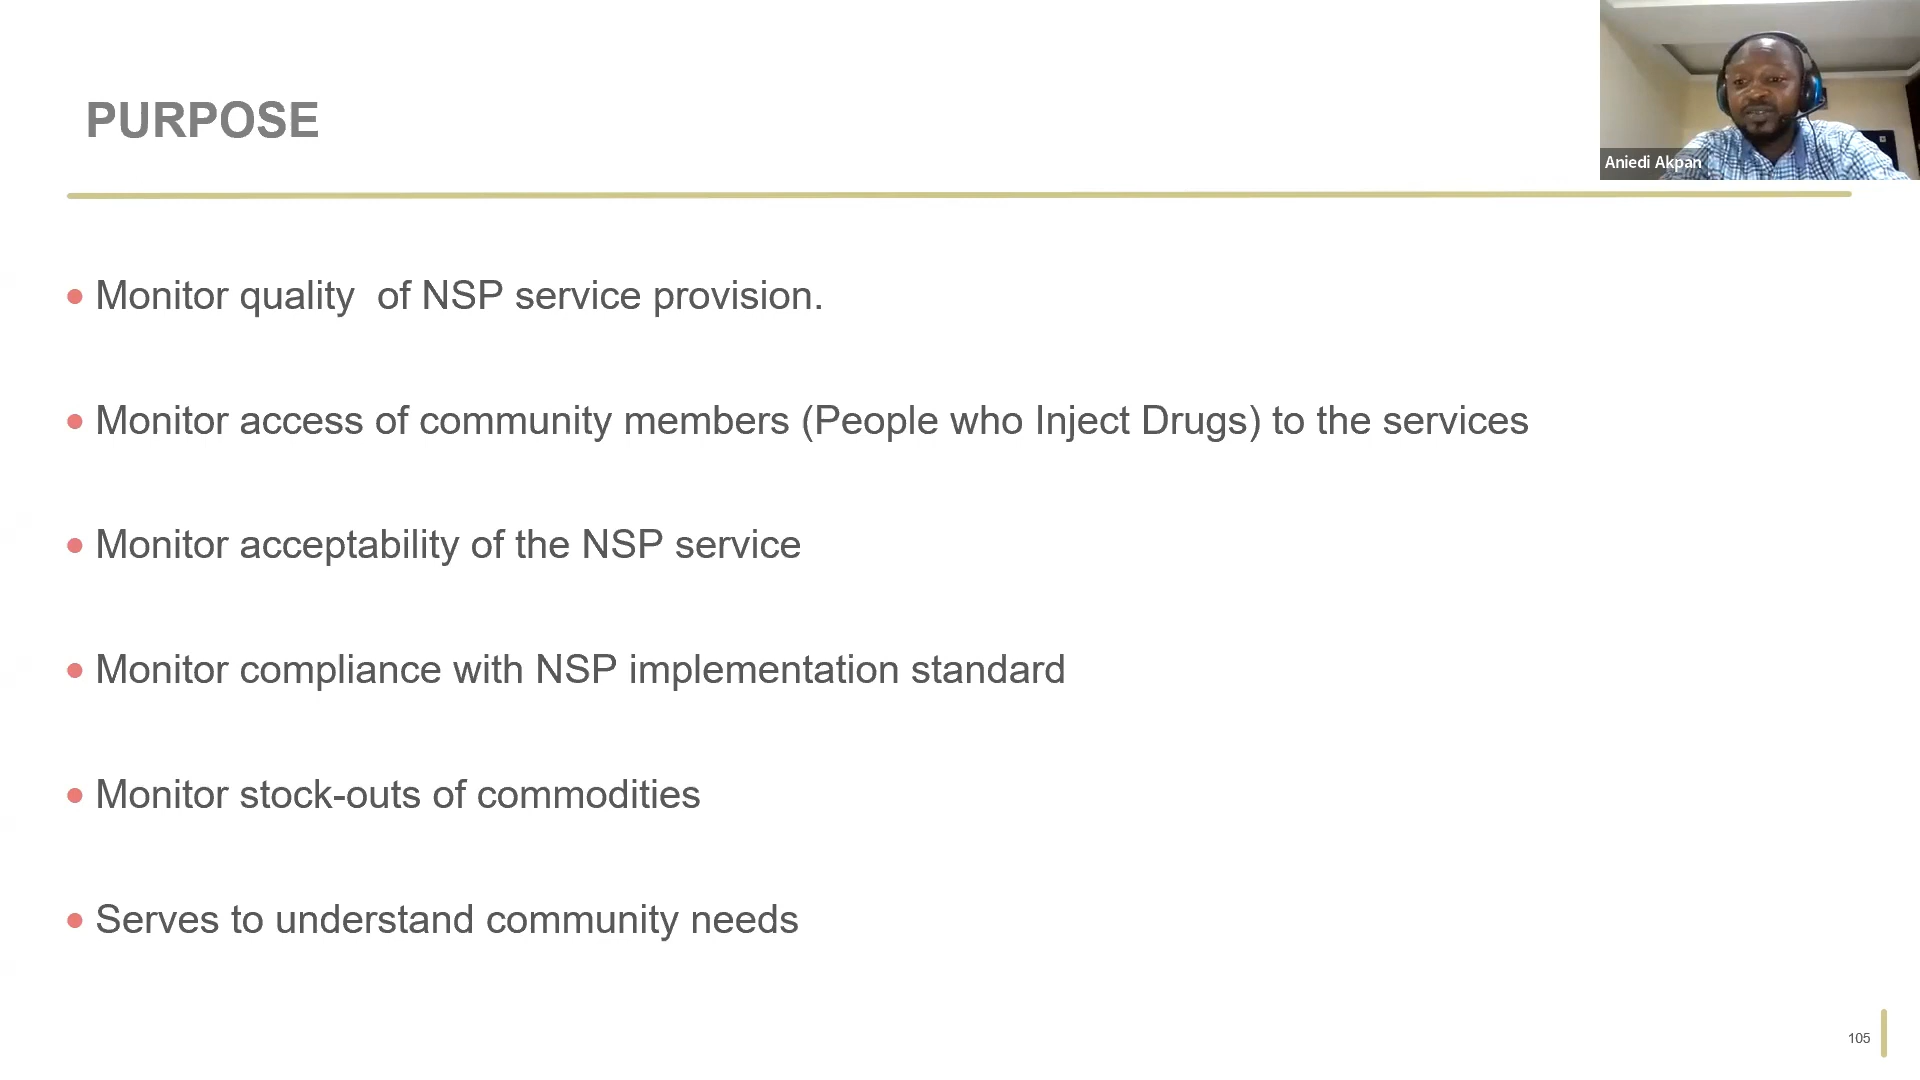 PURPOSE
Aniedi Akpan
• Monitor quality  of NSP service provision.
• Monitor access of community members (People who Inject Drugs) to the services
• Monitor acceptability of the NSP service
• Monitor compliance with NSP implementation standard
• Monitor stock-outs of commodities
• Serves to understand community needs
105